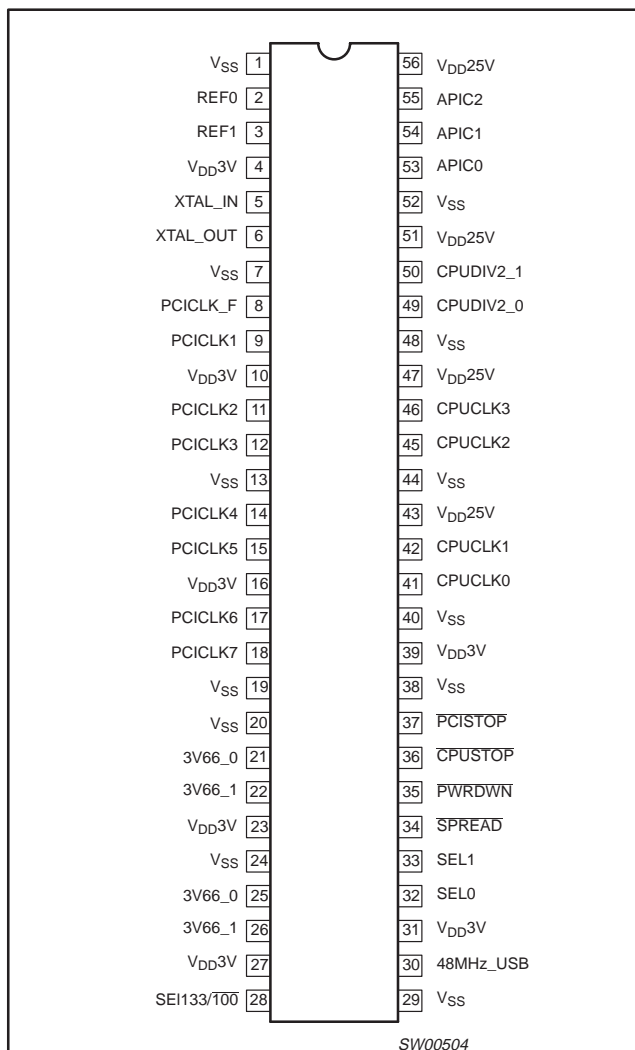 VSS 1 56 VDD25V
REF0 2 55 APIC2
REF1 3 54 APIC1
VDD3V 4 53 APIC0
XTAL_IN 5 52 VSS
XTAL_OUT 6 51 VDD25V
VSS 7 50 CPUDIV2_1
PCICLK_F 8 49 CPUDIV2_0
PCICLK1 9 48 VSS
VDD3V 10 47 VDD25V
PCICLK2 11 46 CPUCLK3
PCICLK3 12 45 CPUCLK2
VSS 13 44 VSS
PCICLK4 14 43 VDD25V
PCICLK5 15 42 CPUCLK1
VDD3V 16 41 CPUCLK0
PCICLK6 17 40 VSS
PCICLK7 18 39 VDD3V
VSS 19 38 VSS
VSS 20 37 PCISTOP
3V66_0 21 36 CPUSTOP
3V66_1 22 35 PWRDWN
VDD3V 23 34 SPREAD
VSS 24 33 SEL1
3V66_0 25 32 SEL0
3V66_1 26 31 VDD3V
VDD3V 27 30 48MHz_USB
SEl133/100 28 29 VSS
SW00504